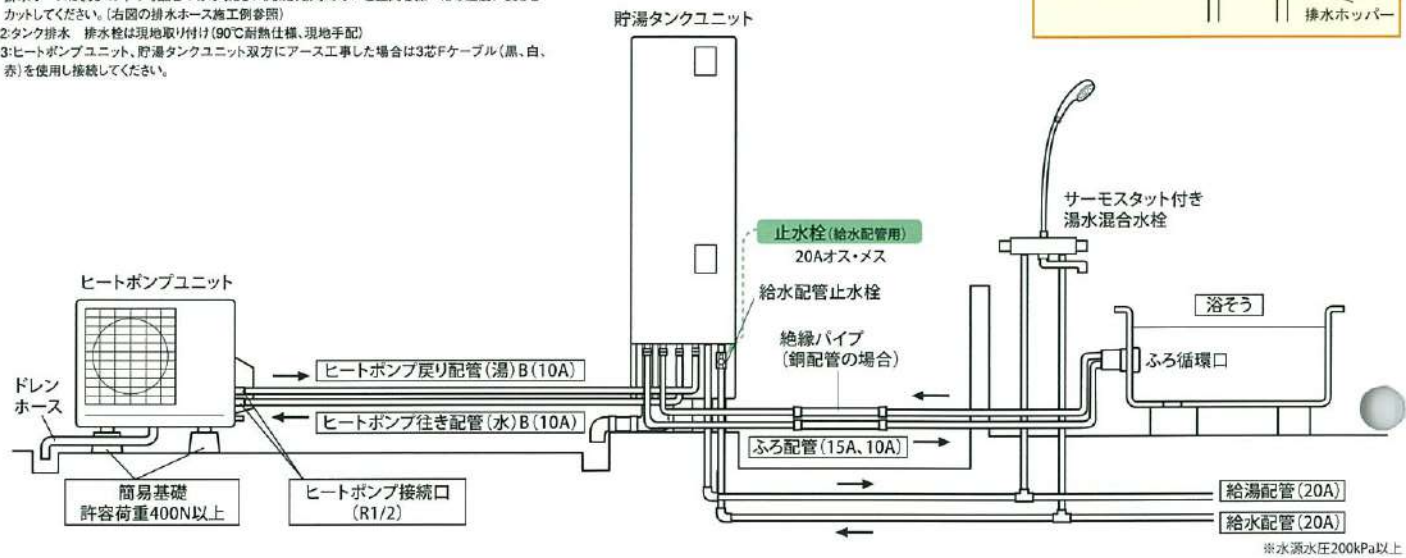 カットしてください。(右図の排水ホース施工例参照)
2:タンク排水　排水栓は現地取り付け(90℃耐熱仕様、現地手配)
3:ヒートポンプユニット、貯湯タンクユニット双方にアース工事した場合は3芯Fケーブル(黒、白、
赤)を使用し接続してください。
排水ホッパー
貯湯タンクユニット
サーモスタット付き
湯水混合水栓
止水栓(給水配管用)
20Aオス・メス
給水配管止水栓
ヒートポンプユニット
浴そう
絶縁パイプ
(銅配管の場合)
ふろ循環口
ヒートポンプ戻り配管(湯)B(10A)
ドレン
ホース
ヒートポンプ往き配管(水)B(10A)
ふろ配管(15A、10A)
簡易基礎
許容荷重400N以上
ヒートポンプ接続口
(R1/2)
給湯配管(20A)
給水配管(20A)
※水源水圧200kPa以上